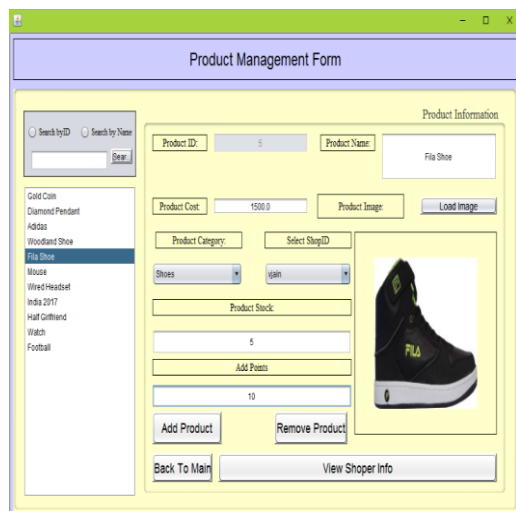 Product Management Form
Product Information
Search byID Search by Name
Sear...
Gold Coin
Diamond Pendant
Adidas
Woodland Shoe
Fila Shoe
Mouse
Wired Headset
India 2017
Half Girlfriend
Watch
Football
Product ID: 5 Product Name: Fila Shoe
Product Cost: 1500.0 Product Image: Load Image
Product Category: Select ShopID
Shoes vjain
Product Stock:
5
Add Points
10
FILA
Add Product Remove Product
Back To Main View Shoper Info